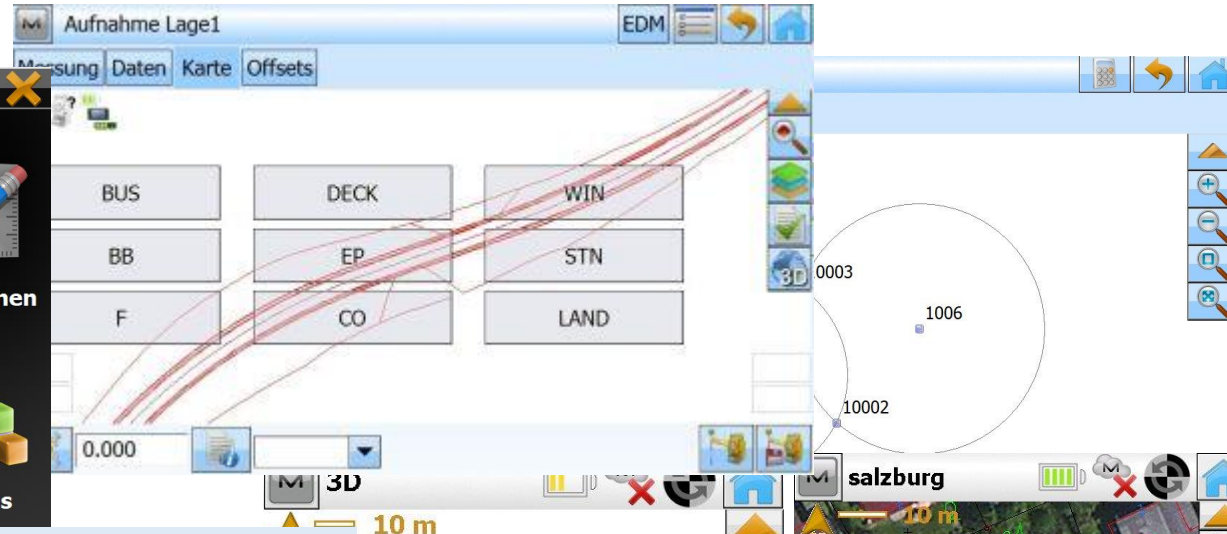 Aufnahme Lage1
EDM
Messung Daten Karte Offsets
BUS DECK WIN
BB EP STN
F CO LAND
3D
0.000
0003
1006
10002
3D
10 m
salzburg
10 m